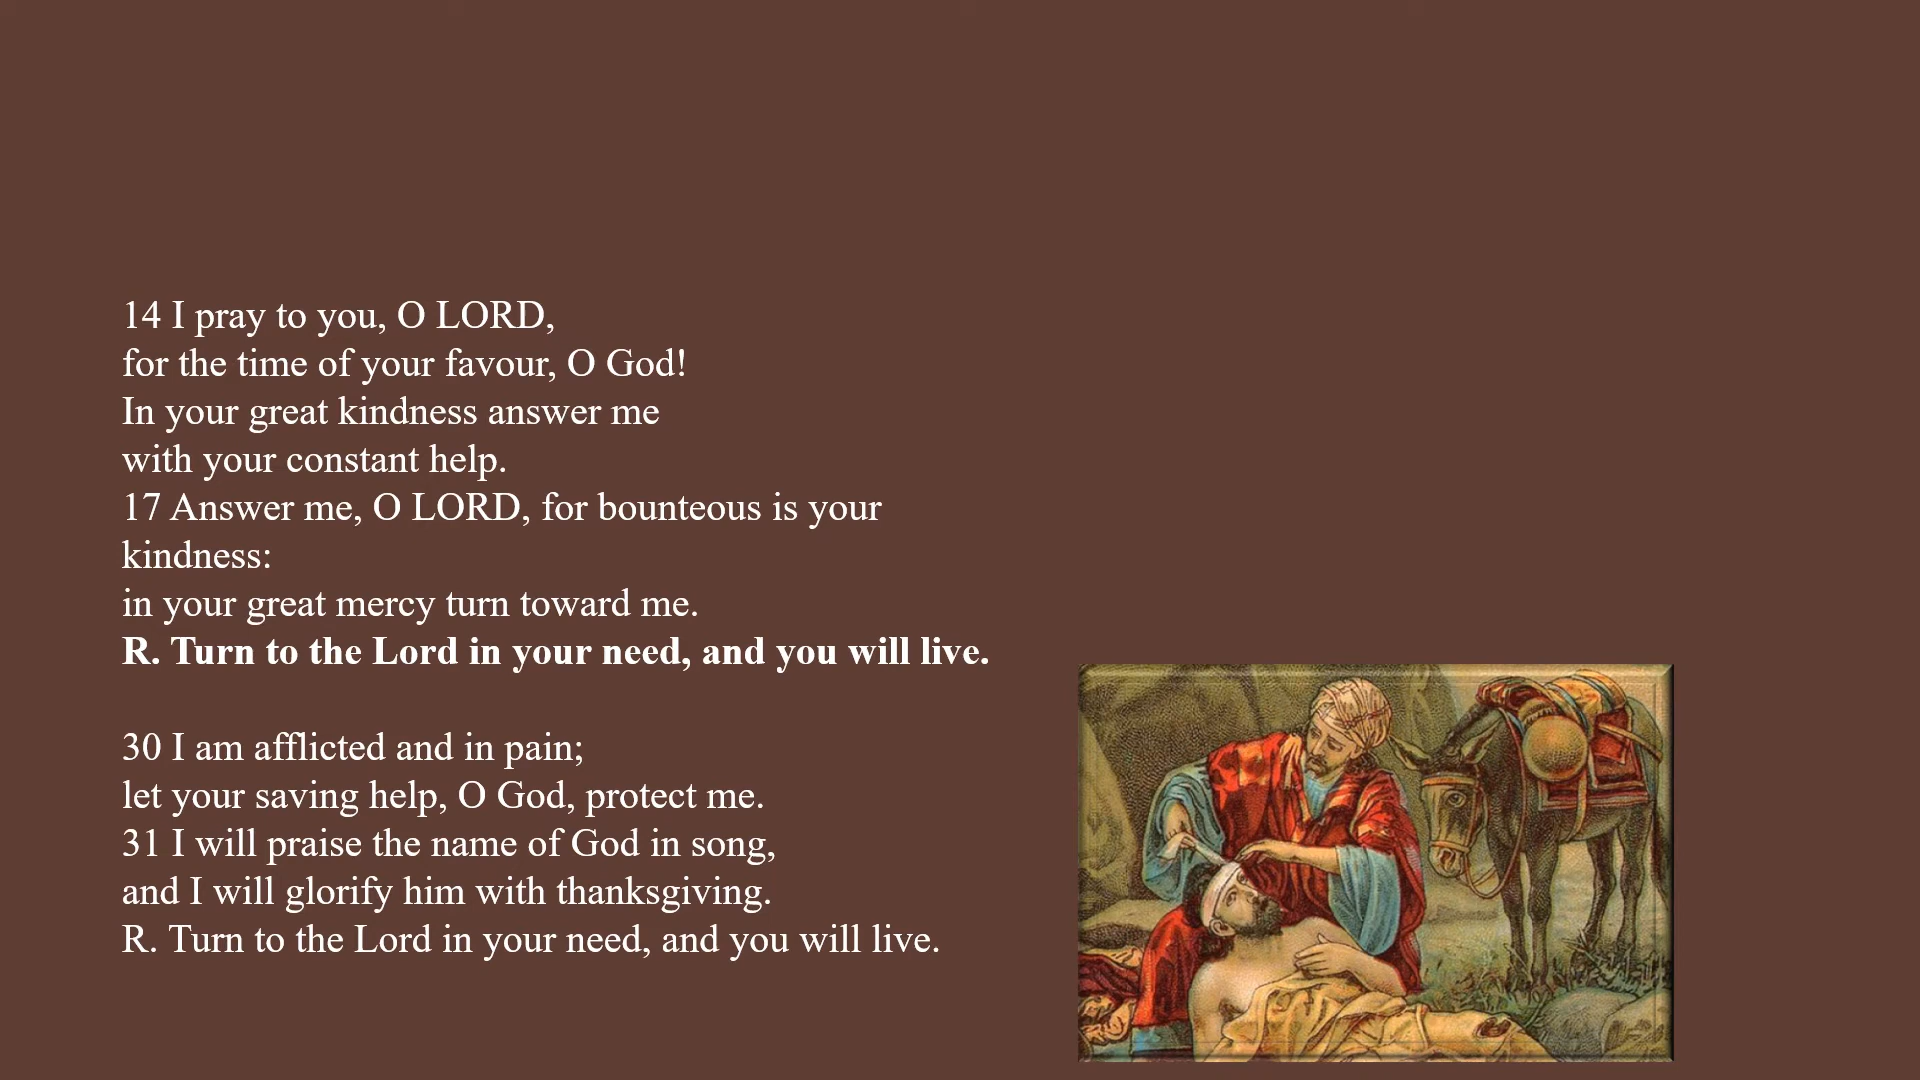 14 I pray to you, O LORD,
for the time of your favour, O God!
In your great kindness answer me
with your constant help.
17 Answer me, O LORD, for bounteous is your
kindness:
in your great mercy turn toward me.
R. Turn to the Lord in your need, and you will live.
30 I am afflicted and in pain;
let your saving help, O God, protect me.
31 I will praise the name of God in song,
and I will glorify him with thanksgiving.
R. Turn to the Lord in your need, and you will live.